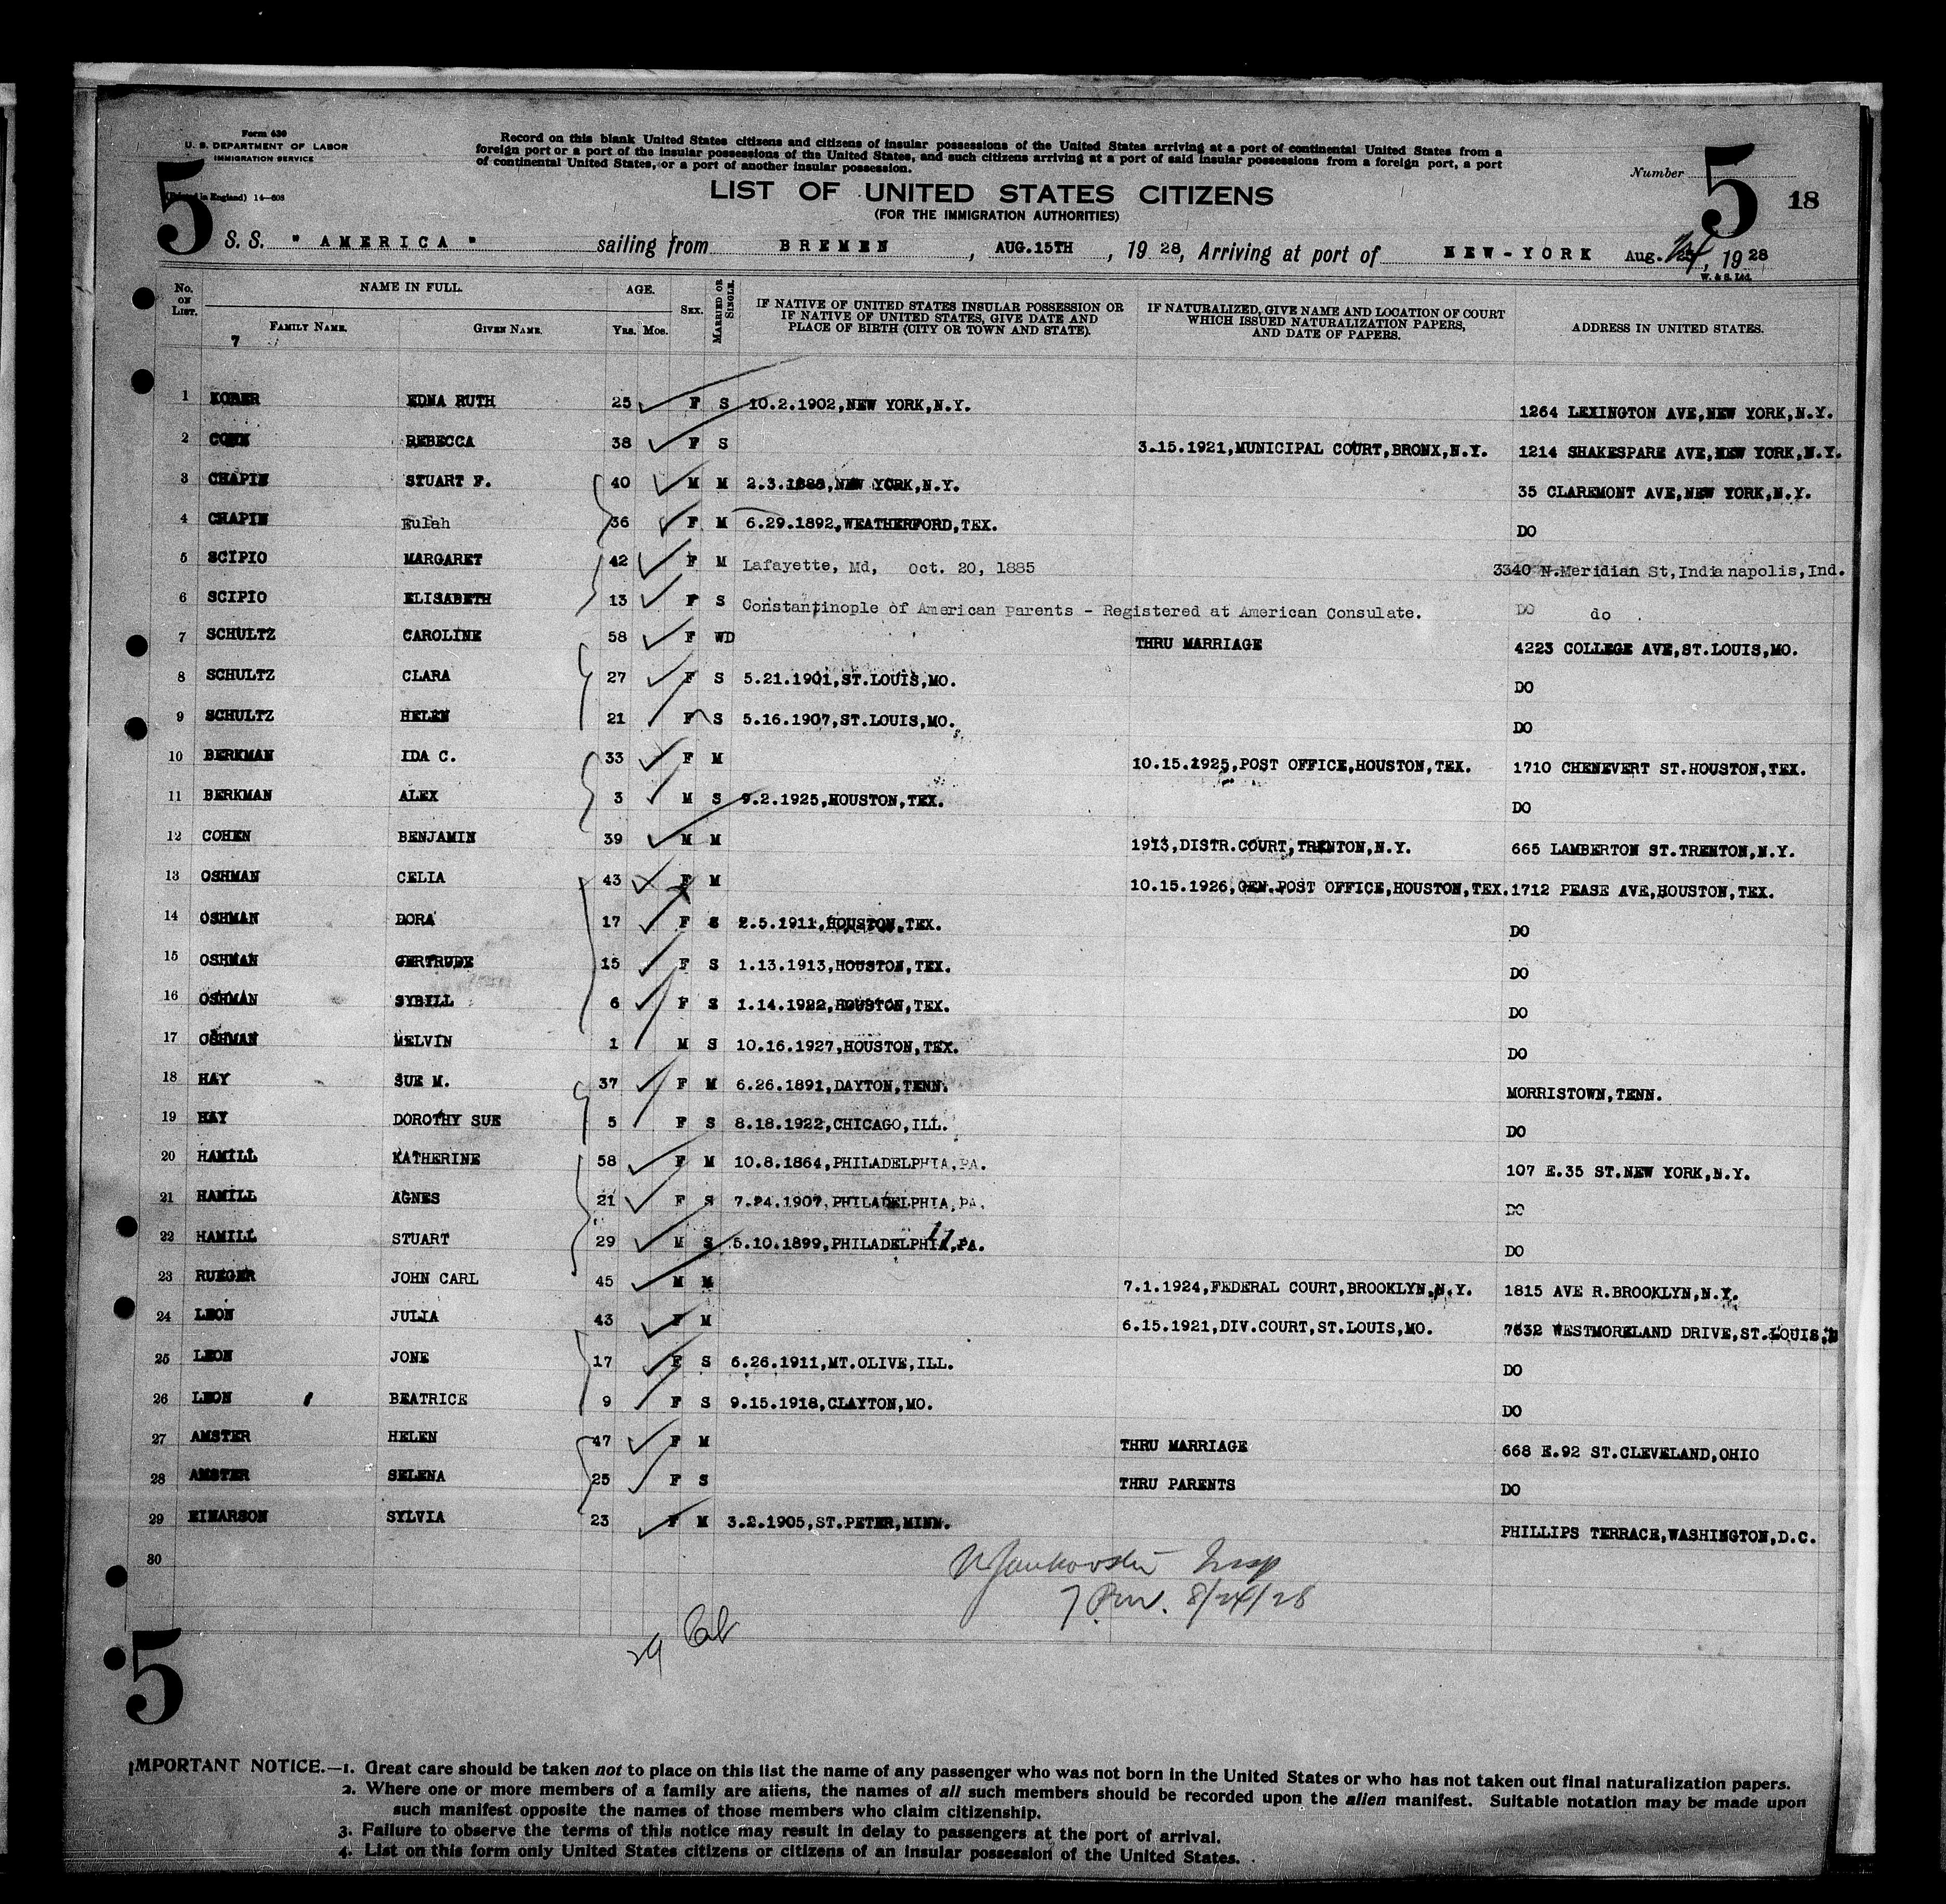 Form 630
U. S. DEPARTMENT OF LABOR
IMMIGRATION SERVICE
(Printed in England) 14—608
Record on this blank United States citizens and citizens of insular possessions of the United States arriving at a port of continental United States from a
foreign port or a port of the insular possessions of the United States, and such citizens arriving at a port of said insular possessions from a foreign port, a port
of continental United States, or a port of another insular possession.
5
Number 5 18
LIST OF UNITED STATES CITIZENS
(FOR THE IMMIGRATION AUTHORITIES)
S. S. " AMERICA " sailing from BREMEN, AUG.15TH, 19 28, Arriving at port of NEW-YORK Aug. 24, 19 28
W. & S. Ltd.
No. ON LIST. NAME IN FULL. FAMILY NAME. GIVEN NAME. AGE. Yrs. Mos. SEX. MARRIED OR SINGLE. IF NATIVE OF UNITED STATES INSULAR POSSESSION OR IF NATIVE OF UNITED STATES, GIVE DATE AND PLACE OF BIRTH (CITY OR TOWN AND STATE). IF NATURALIZED, GIVE NAME AND LOCATION OF COURT WHICH ISSUED NATURALIZATION PAPERS, AND DATE OF PAPERS. ADDRESS IN UNITED STATES.
7
1 KOBER EDNA RUTH 25 F S 10.2.1902,NEW YORK,N.Y. 1264 LEXINGTON AVE,NEW YORK,N.Y.
2 REBECCA 38 F S 3.15.1921,MUNICIPAL COURT,BRONX,N.Y. 1214 SHAKESPARE AVE,NEW YORK,N.Y.
3 CHAPIN STUART F. 40 M M 2.3.1888,NEW YORK,N.Y. 35 CLAREMONT AVE,NEW YORK,N.Y.
4 CHAPIN Eulah 36 F M 6.29.1892,WEATHERFORD,TEX. DO
5 SCIPIO MARGARET 42 F M Lafayette, Md, Oct. 20, 1885 3340 N.Meridian St,Indianapolis,Ind.
6 SCIPIO ELISABETH 13 F S Constantinople of American parents - Registered at American Consulate. DO do
7 SCHULTZ CAROLINE 58 F WD THRU MARRIAGE 4223 COLLEGE AVE,ST.LOUIS,MO.
8 SCHULTZ CLARA 27 F S 5.21.1901,ST.LOUIS,MO. DO
9 SCHULTZ HELEN 21 F S 5.16.1907,ST.LOUIS,MO. DO
10 BERKMAN IDA C. 33 F M 10.15.1925,POST OFFICE,HOUSTON,TEX. 1710 CHENEVERT ST.HOUSTON,TEX.
11 BERKMAN ALEX 3 M S 9.2.1925,HOUSTON,TEX. DO
12 COHEN BENJAMIN 39 M M 1913,DISTR.COURT,TRENTON,N.Y. 665 LAMBERTON ST.TRENTON,N.Y.
13 OSHMAN CELIA 43 F M 10.15.1926,GEN.POST OFFICE,HOUSTON,TEX. 1712 PEASE AVE,HOUSTON,TEX.
14 OSHMAN DORA 17 F S 2.5.1911,HOUSTON,TEX. DO
15 OSHMAN GERTRUDE 15 F S 1.13.1913,HOUSTON,TEX. DO
16 OSHMAN SYBILL 6 F S 1.14.1922,HOUSTON,TEX. DO
17 OSHMAN MELVIN 1 M S 10.16.1927,HOUSTON,TEX. DO
18 HAY SUE M. 37 F M 6.26.1891,DAYTON,TENN. MORRISTOWN,TENN.
19 HAY DOROTHY SUE 5 F S 8.18.1922,CHICAGO,ILL. DO
20 HAMILL KATHERINE 58 F M 10.8.1864,PHILADELPHIA,PA. 107 E.35 ST.NEW YORK,N.Y.
21 HAMILL AGNES 21 F S 7.24.1907,PHILADELPHIA,PA. DO
22 HAMILL STUART 29 M S 5.10.1899,PHILADELPHIA,PA. 11 DO
23 RUEGER JOHN CARL 45 M M 7.1.1924,FEDERAL COURT,BROOKLYN,N.Y. 1815 AVE R.BROOKLYN,N.Y.
24 LEON JULIA 43 F M 6.15.1921,DIV.COURT,ST.LOUIS,MO. 7632 WESTMORELAND DRIVE,ST.LOUIS,
25 LEON JONE 17 F S 6.26.1911,MT.OLIVE,ILL. DO
26 LEON BEATRICE 9 F S 9.15.1918,CLAYTON,MO. DO
27 AMSTER HELEN 47 F M THRU MARRIAGE 668 E.92 ST.CLEVELAND,OHIO
28 AMSTER SELENA 25 F S THRU PARENTS DO
29 EINARSON SYLVIA 23 F M 3.2.1905,ST.PETER,MINN. PHILLIPS TERRACE,WASHINGTON,D.C.
30
Insp
8/24/28
29
5
IMPORTANT NOTICE.—1. Great care should be taken not to place on this list the name of any passenger who was not born in the United States or who has not taken out final naturalization papers.
2. Where one or more members of a family are aliens, the names of all such members should be recorded upon the alien manifest. Suitable notation may be made upon
such manifest opposite the names of those members who claim citizenship.
3. Failure to observe the terms of this notice may result in delay to passengers at the port of arrival.
4. List on this form only United States citizens or citizens of an insular possession of the United States.